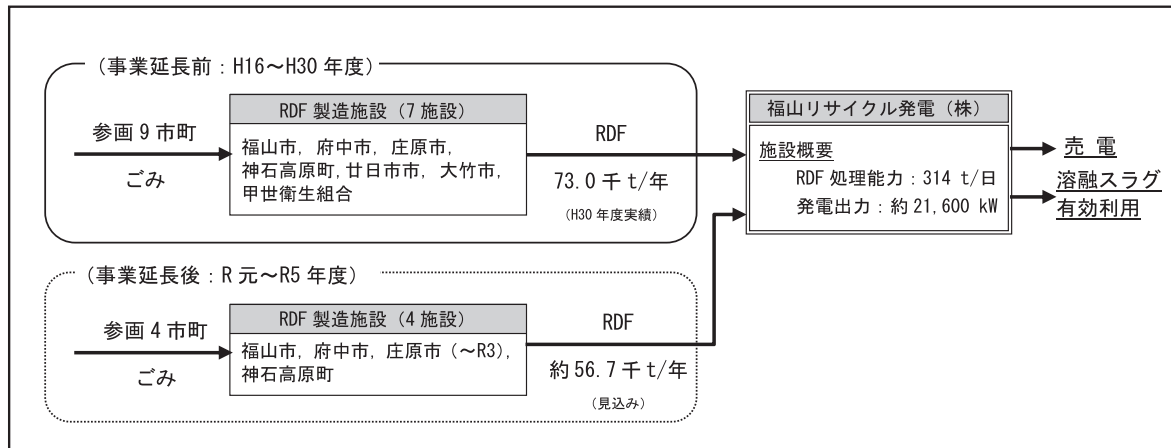 (事業延長前：H16～H30 年度)
参画 9 市町
ごみ
RDF 製造施設（7 施設）
福山市，府中市，庄原市，
神石高原町，廿日市市，大竹市，
甲世衛生組合
RDF
73.0 千 t/年
(H30 年度実績)
福山リサイクル発電（株）
施設概要
RDF 処理能力：314 t/日
発電出力：約 21,600 kW
売 電
溶融スラグ
有効利用
(事業延長後：R 元～R5 年度)
参画 4 市町
ごみ
RDF 製造施設（4 施設）
福山市，府中市，庄原市（～R3），
神石高原町
RDF
約 56.7 千 t/年
(見込み)